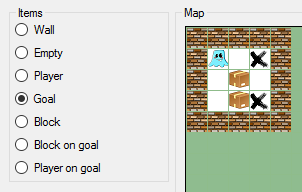 Items
Wall
Empty
Player
Goal
Block
Block on goal
Player on goal
Map